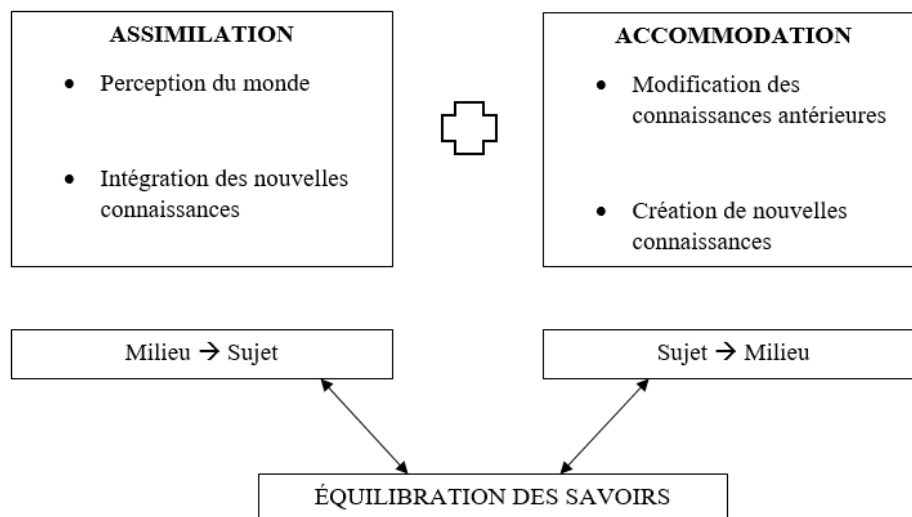 ASSIMILATION
• Perception du monde
• Intégration des nouvelles
connaissances
ACCOMMODATION
• Modification des
connaissances antérieures
• Création de nouvelles
connaissances
Milieu → Sujet
Sujet → Milieu
ÉQUILIBRATION DES SAVOIRS